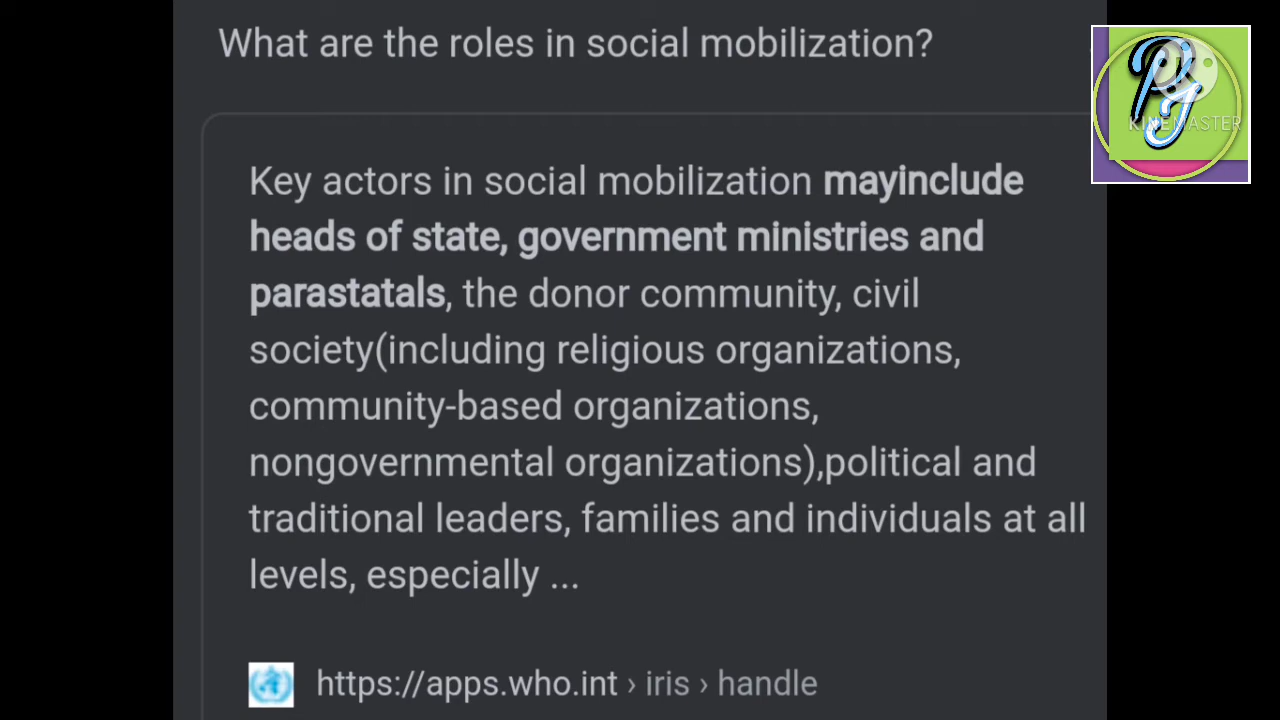 What are the roles in social mobilization?
Key actors in social mobilization mayinclude
heads of state, government ministries and
parastatals, the donor community, civil
society(including religious organizations,
community-based organizations,
nongovernmental organizations),political and
traditional leaders, families and individuals at all
levels, especially ...
https://apps.who.int › iris › handle
PJ
KINEMASTER